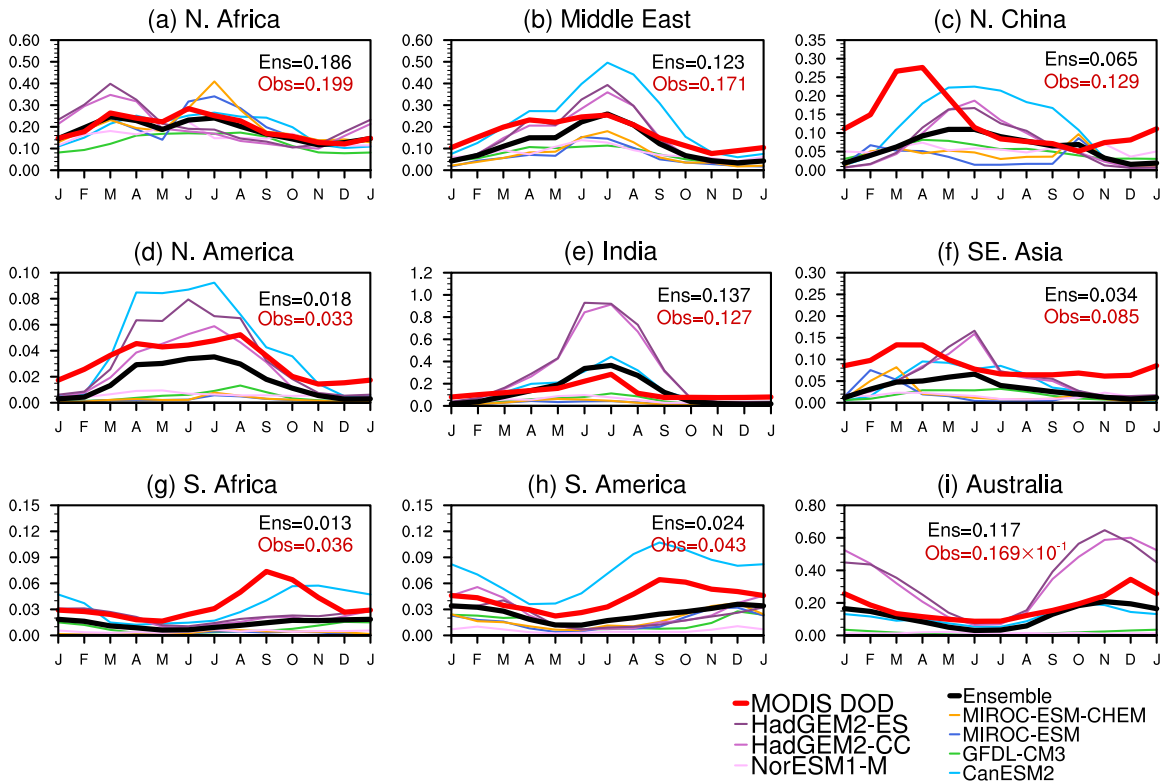 (a) N. Africa
0.60
0.50
0.40
0.30
0.20
0.10
0.00
Ens=0.186
Obs=0.199
J F M A M J J A S O N D J
(b) Middle East
0.60
0.50
0.40
0.30
0.20
0.10
0.00
Ens=0.123
Obs=0.171
J F M A M J J A S O N D J
(c) N. China
0.35
0.30
0.25
0.20
0.15
0.10
0.05
0.00
Ens=0.065
Obs=0.129
J F M A M J J A S O N D J
(d) N. America
0.10
0.08
0.06
0.04
0.02
0.00
Ens=0.018
Obs=0.033
J F M A M J J A S O N D J
(e) India
1.2
1.0
0.8
0.6
0.4
0.2
0.0
Ens=0.137
Obs=0.127
J F M A M J J A S O N D J
(f) SE. Asia
0.30
0.25
0.20
0.15
0.10
0.05
0.00
Ens=0.034
Obs=0.085
J F M A M J J A S O N D J
(g) S. Africa
0.15
0.12
0.09
0.06
0.03
0.00
Ens=0.013
Obs=0.036
J F M A M J J A S O N D J
(h) S. America
0.15
0.12
0.09
0.06
0.03
0.00
Ens=0.024
Obs=0.043
J F M A M J J A S O N D J
(i) Australia
0.80
0.60
0.40
0.20
0.00
Ens=0.117
Obs=0.169×10⁻¹
J F M A M J J A S O N D J
MODIS DOD
HadGEM2-ES
HadGEM2-CC
NorESM1-M
Ensemble
MIROC-ESM-CHEM
MIROC-ESM
GFDL-CM3
CanESM2